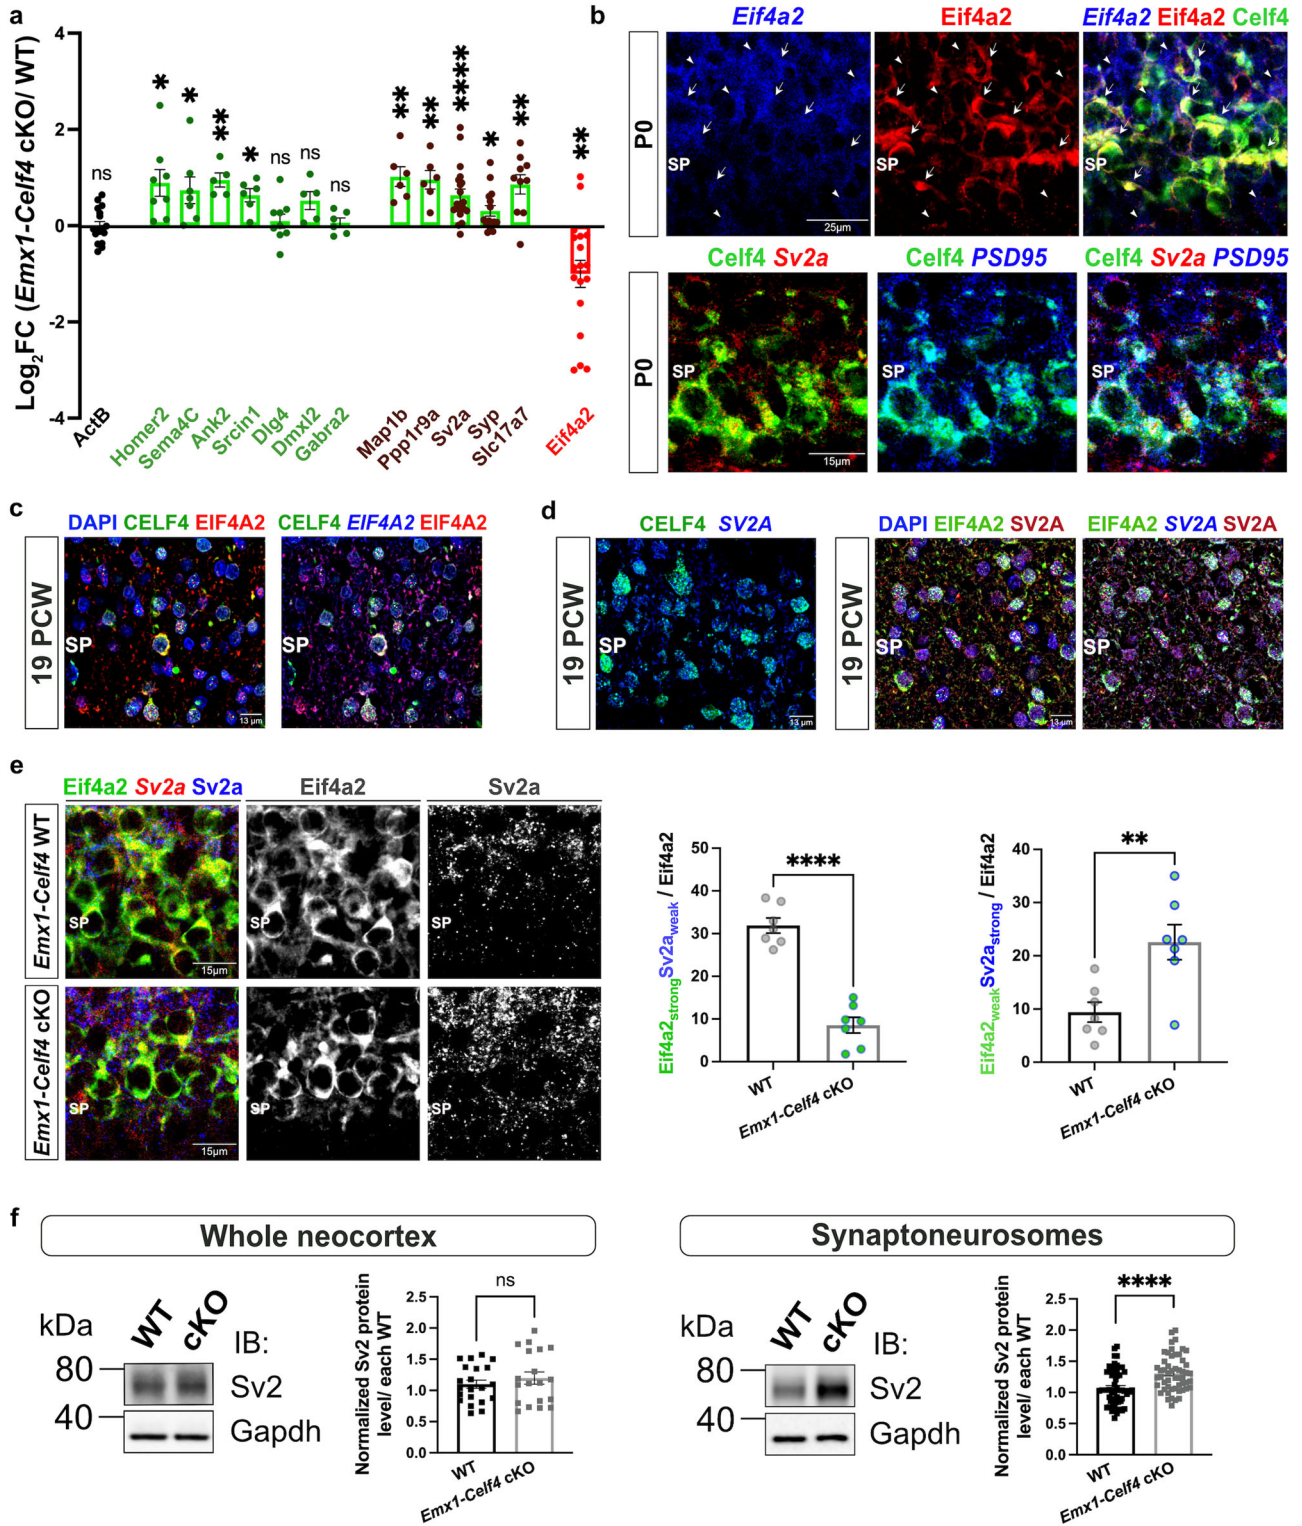 a
Log2FC (Emx1-Celf4 cKO/ WT)
4
2
0
-2
-4
ns
*
*
**
*
ns
ns
ns
**
**
****
*
**
**
ActB
Homer2
Sema4C
Ank2
Srcin1
Dlg4
Dmxl2
Gabra2
Map1b
Ppp1r9a
Sv2a
Syp
Slc17a7
Eif4a2
b
Eif4a2
Eif4a2
Eif4a2 Eif4a2 Celf4
P0
SP
25µm
Celf4 Sv2a
Celf4 PSD95
Celf4 Sv2a PSD95
P0
SP
SP
SP
15µm
c
DAPI CELF4 EIF4A2
CELF4 EIF4A2 EIF4A2
19 PCW
SP
SP
13 µm
13 µm
d
CELF4 SV2A
19 PCW
SP
13 µm
DAPI EIF4A2 SV2A
EIF4A2 SV2A SV2A
19 PCW
SP
SP
13 µm
13 µm
e
Eif4a2 Sv2a Sv2a
Eif4a2
Sv2a
Emx1-Celf4 WT
SP
SP
SP
15µm
Emx1-Celf4 cKO
SP
SP
SP
15µm
Eif4a2strongSv2aweak / Eif4a2
50
40
30
20
10
0
****
WT
Emx1-Celf4 cKO
Eif4a2weakSv2astrong / Eif4a2
40
30
20
10
0
**
WT
Emx1-Celf4 cKO
f
Whole neocortex
kDa
WT
cKO
IB:
80
Sv2
40
Gapdh
Normalized Sv2 protein
level/ each WT
2.5
2.0
1.5
1.0
0.5
0.0
ns
WT
Emx1-Celf4 cKO
Synaptoneurosomes
kDa
WT
cKO
IB:
80
Sv2
40
Gapdh
Normalized Sv2 protein
level/ each WT
2.5
2.0
1.5
1.0
0.5
0.0
****
WT
Emx1-Celf4 cKO